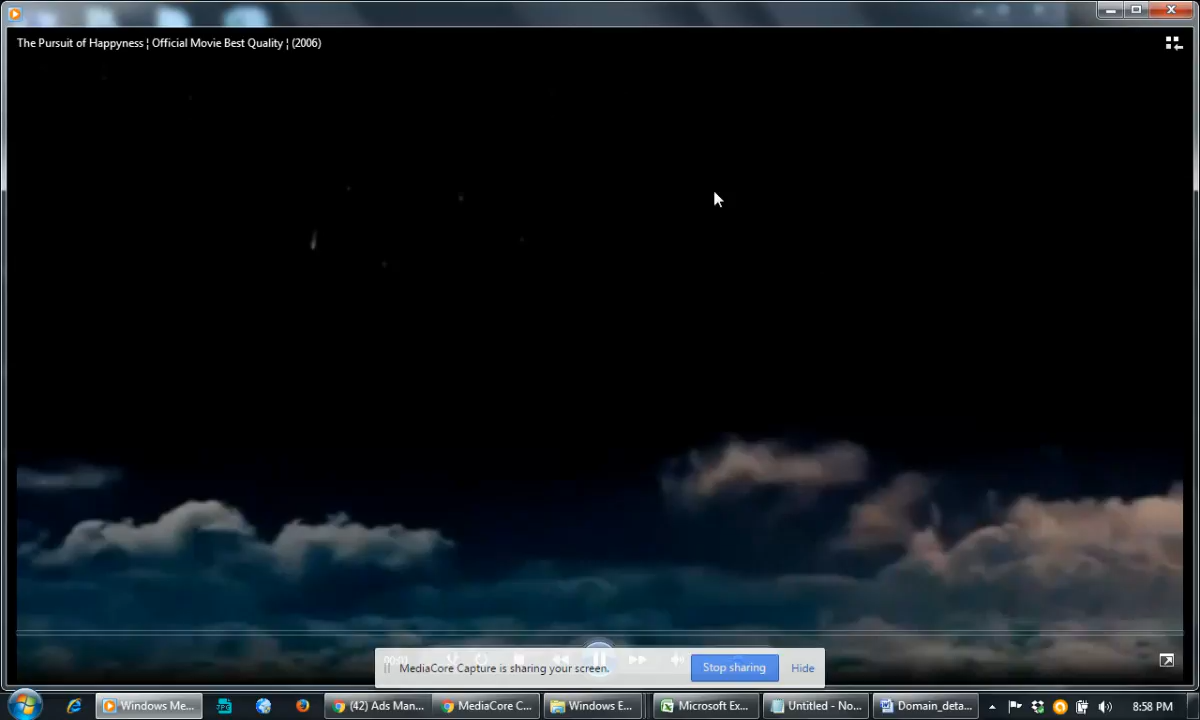 The Pursuit of Happyness ¦ Official Movie Best Quality ¦ (2006)
MediaCore Capture is sharing your screen.
Stop sharing
Hide
Windows Me...
(42) Ads Man...
MediaCore C...
Windows E...
Microsoft Ex...
Untitled - No...
Domain_deta...
8:58 PM